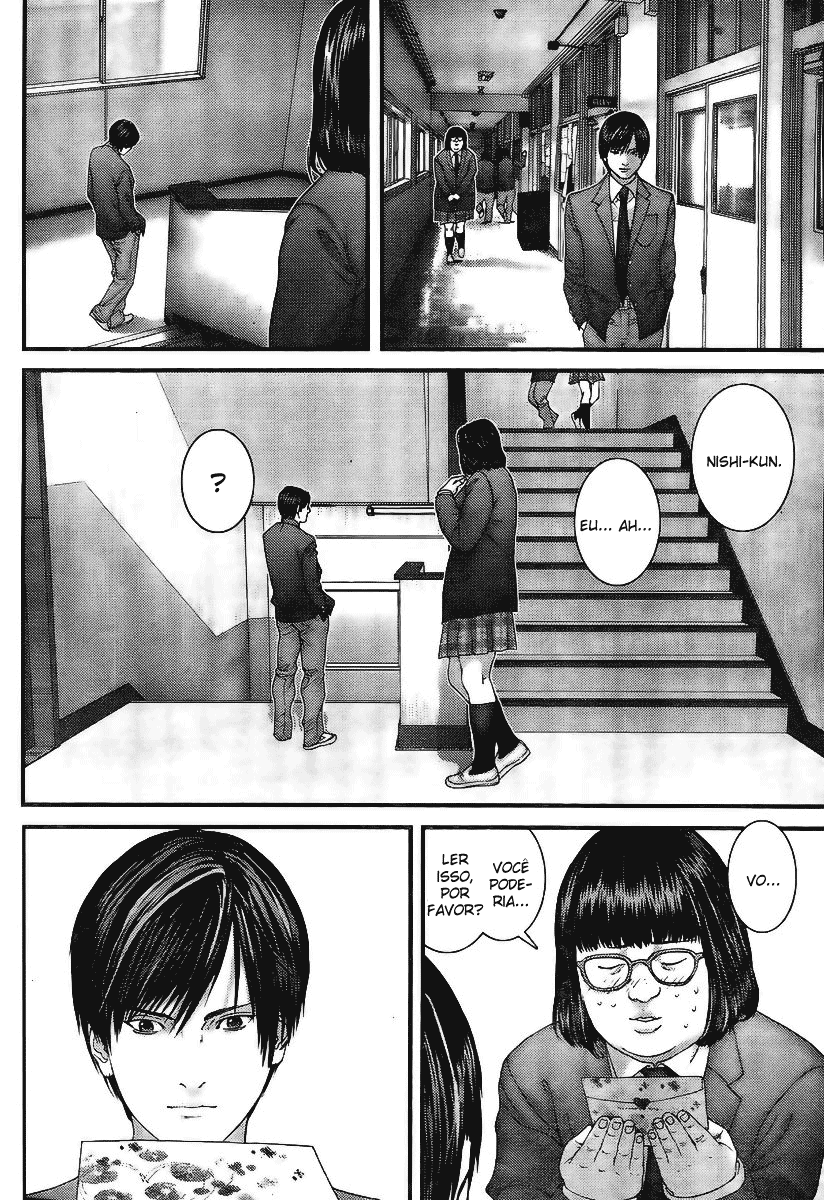 NISHI-KUN.
EU... AH...
?
VO...
VOCÊ
PODE-
RIA...
LER
ISSO,
POR
FAVOR?